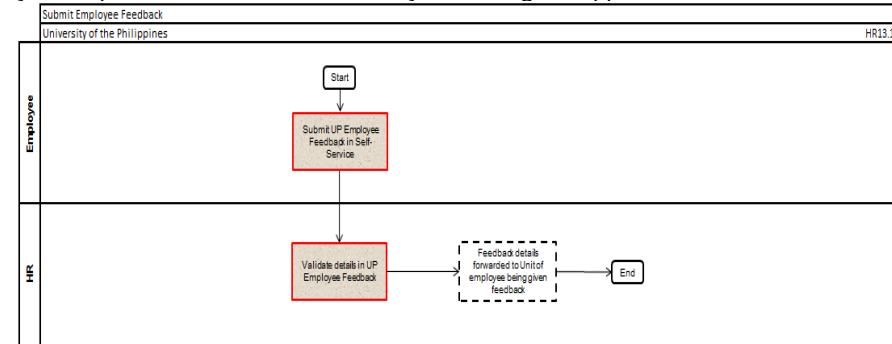 Submit Employee Feedback
University of the Philippines HR13.1
Employee
Start
Submit UP Employee
Feedback in Self-
Service
HR
Validate details in UP
Employee Feedback
Feedback details
forwarded to Unit of
employee being given
feedback
End